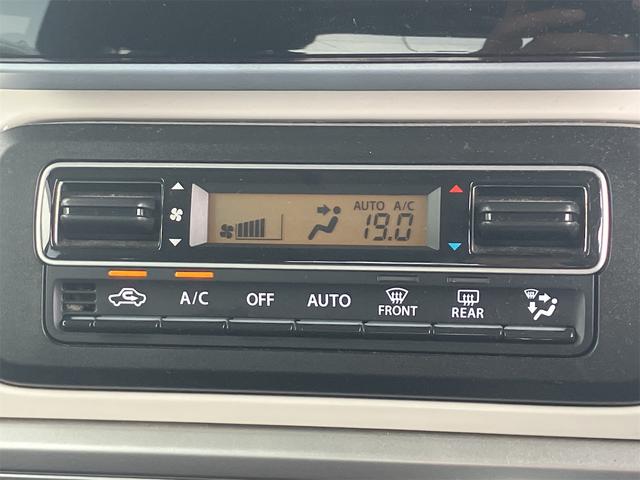 AUTO A/C
19.0
A/C OFF AUTO FRONT REAR